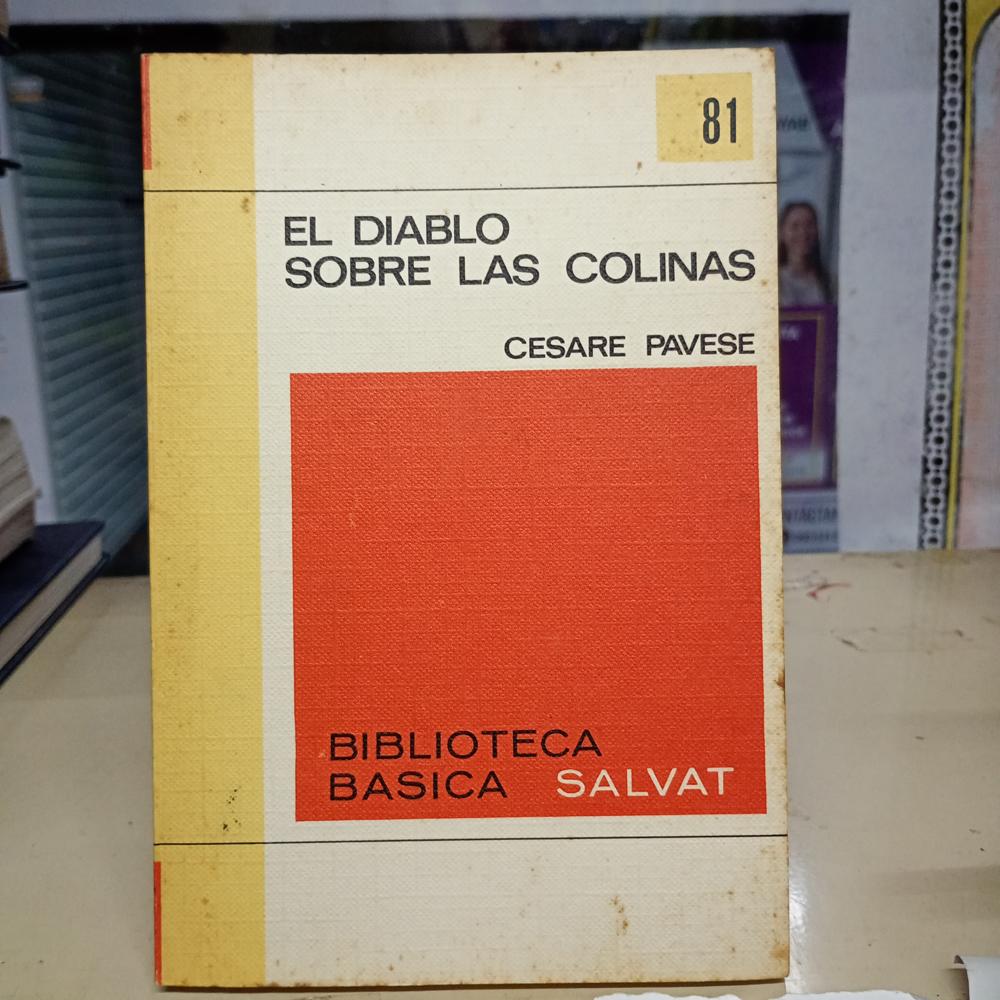 81
EL DIABLO
SOBRE LAS COLINAS
CESARE PAVESE
BIBLIOTECA
BASICA SALVAT